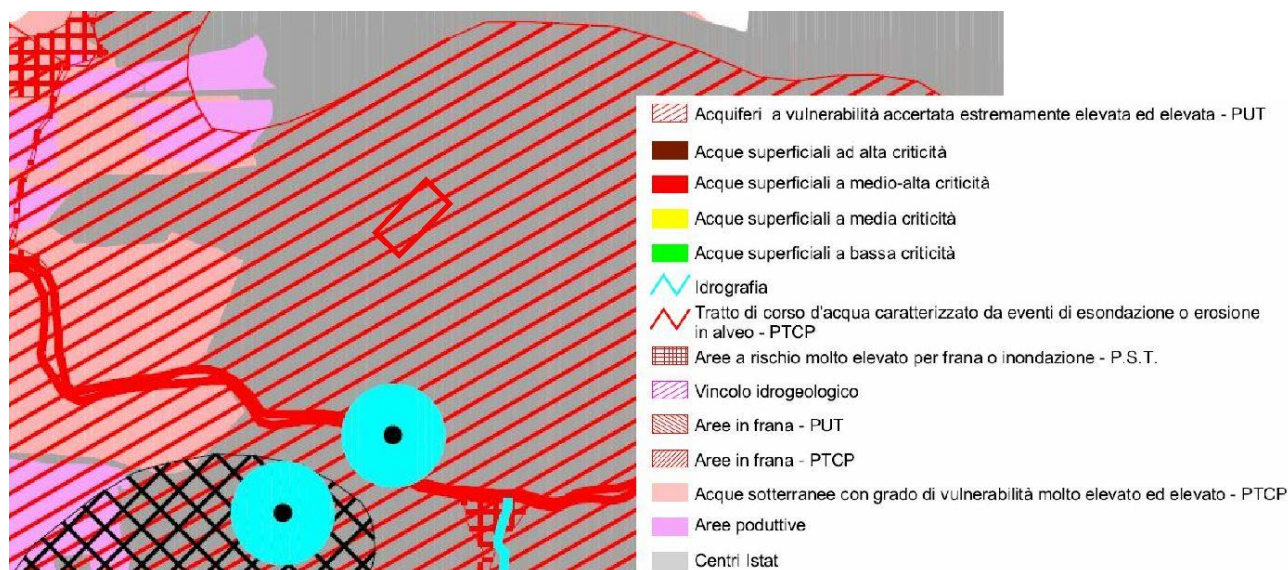 Acquiferi a vulnerabilità accertata estremamente elevata ed elevata - PUT
Acque superficiali ad alta criticità
Acque superficiali a medio-alta criticità
Acque superficiali a media criticità
Acque superficiali a bassa criticità
Idrografia
Tratto di corso d'acqua caratterizzato da eventi di esondazione o erosione
in alveo - PTCP
Aree a rischio molto elevato per frana o inondazione - P.S.T.
Vincolo idrogeologico
Aree in frana - PUT
Aree in frana - PTCP
Acque sotterranee con grado di vulnerabilità molto elevato ed elevato - PTCP
Aree poduttive
Centri Istat